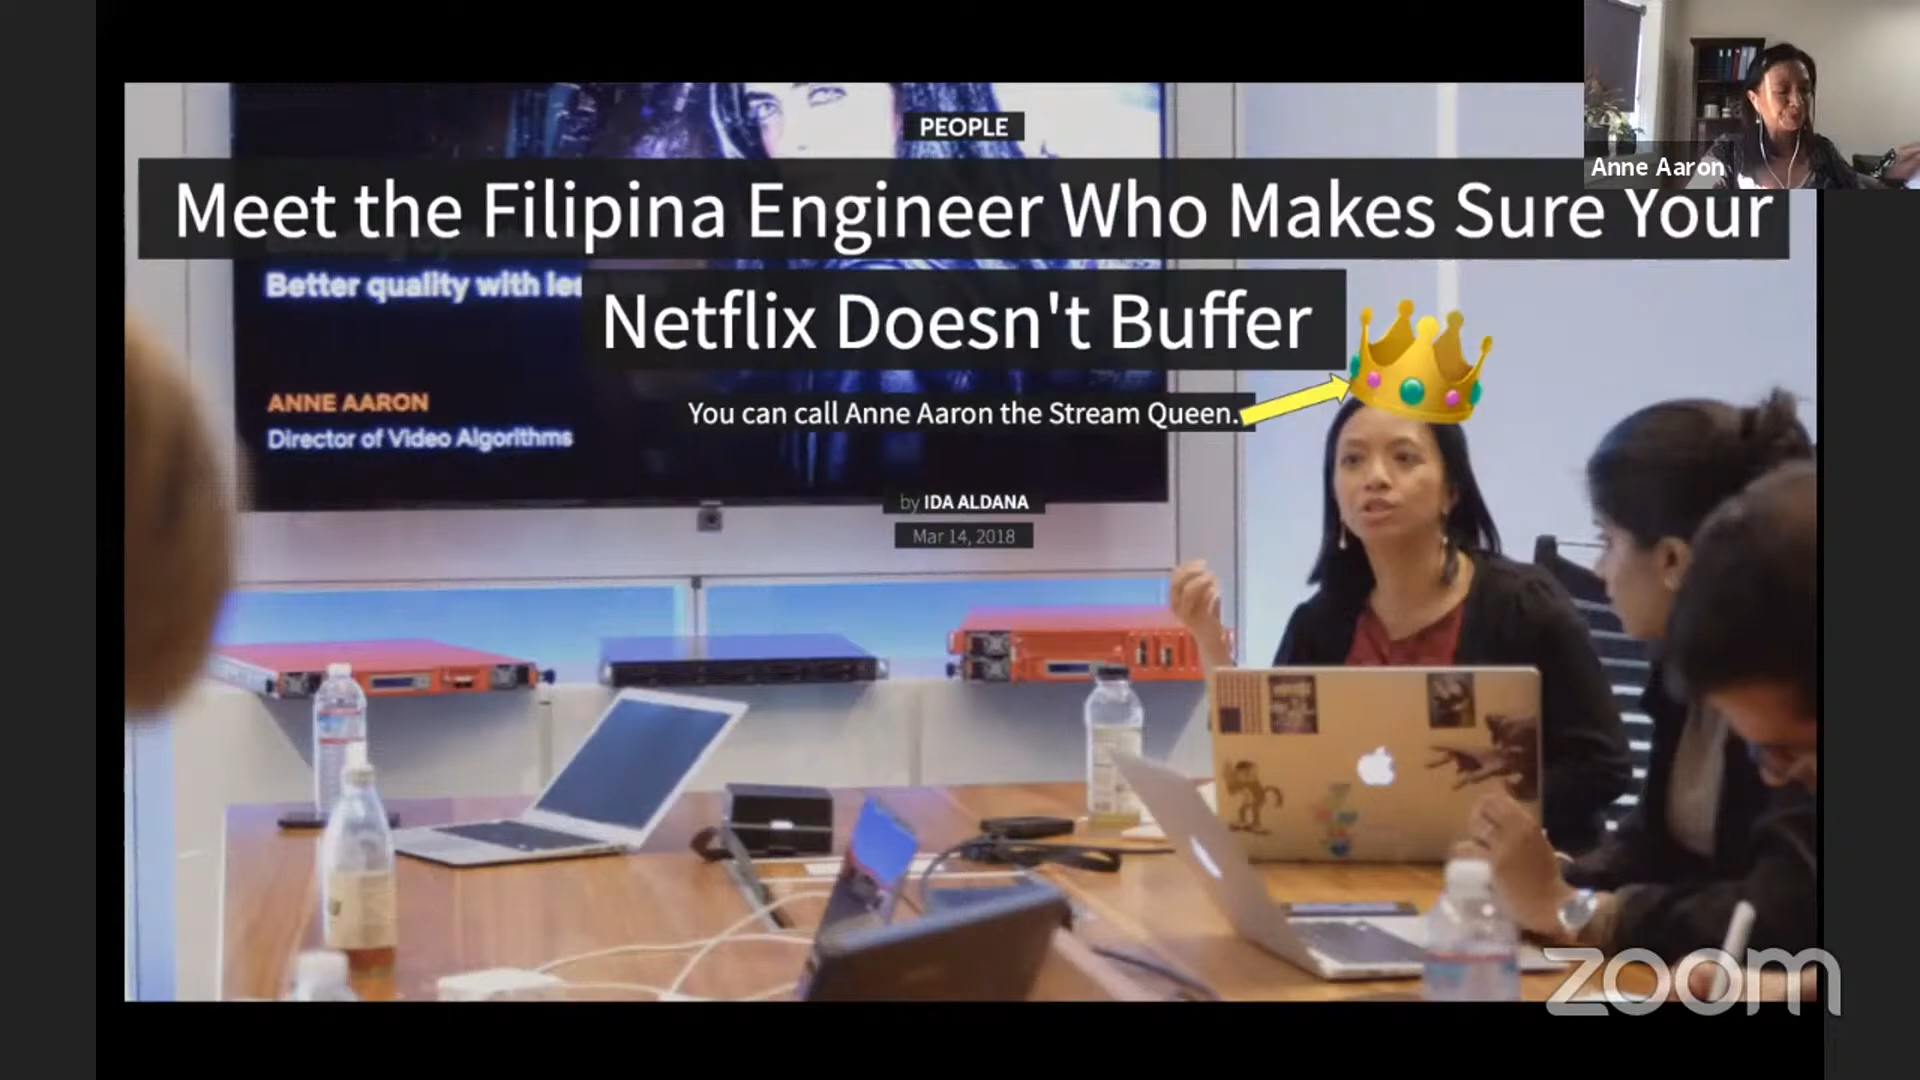 PEOPLE
Anne Aaron
Meet the Filipina Engineer Who Makes Sure Your
Better quality with
Netflix Doesn't Buffer
ANNE AARON
Director of Video Algorithms
You can call Anne Aaron the Stream Queen.
by IDA ALDANA
Mar 14, 2018
zoom